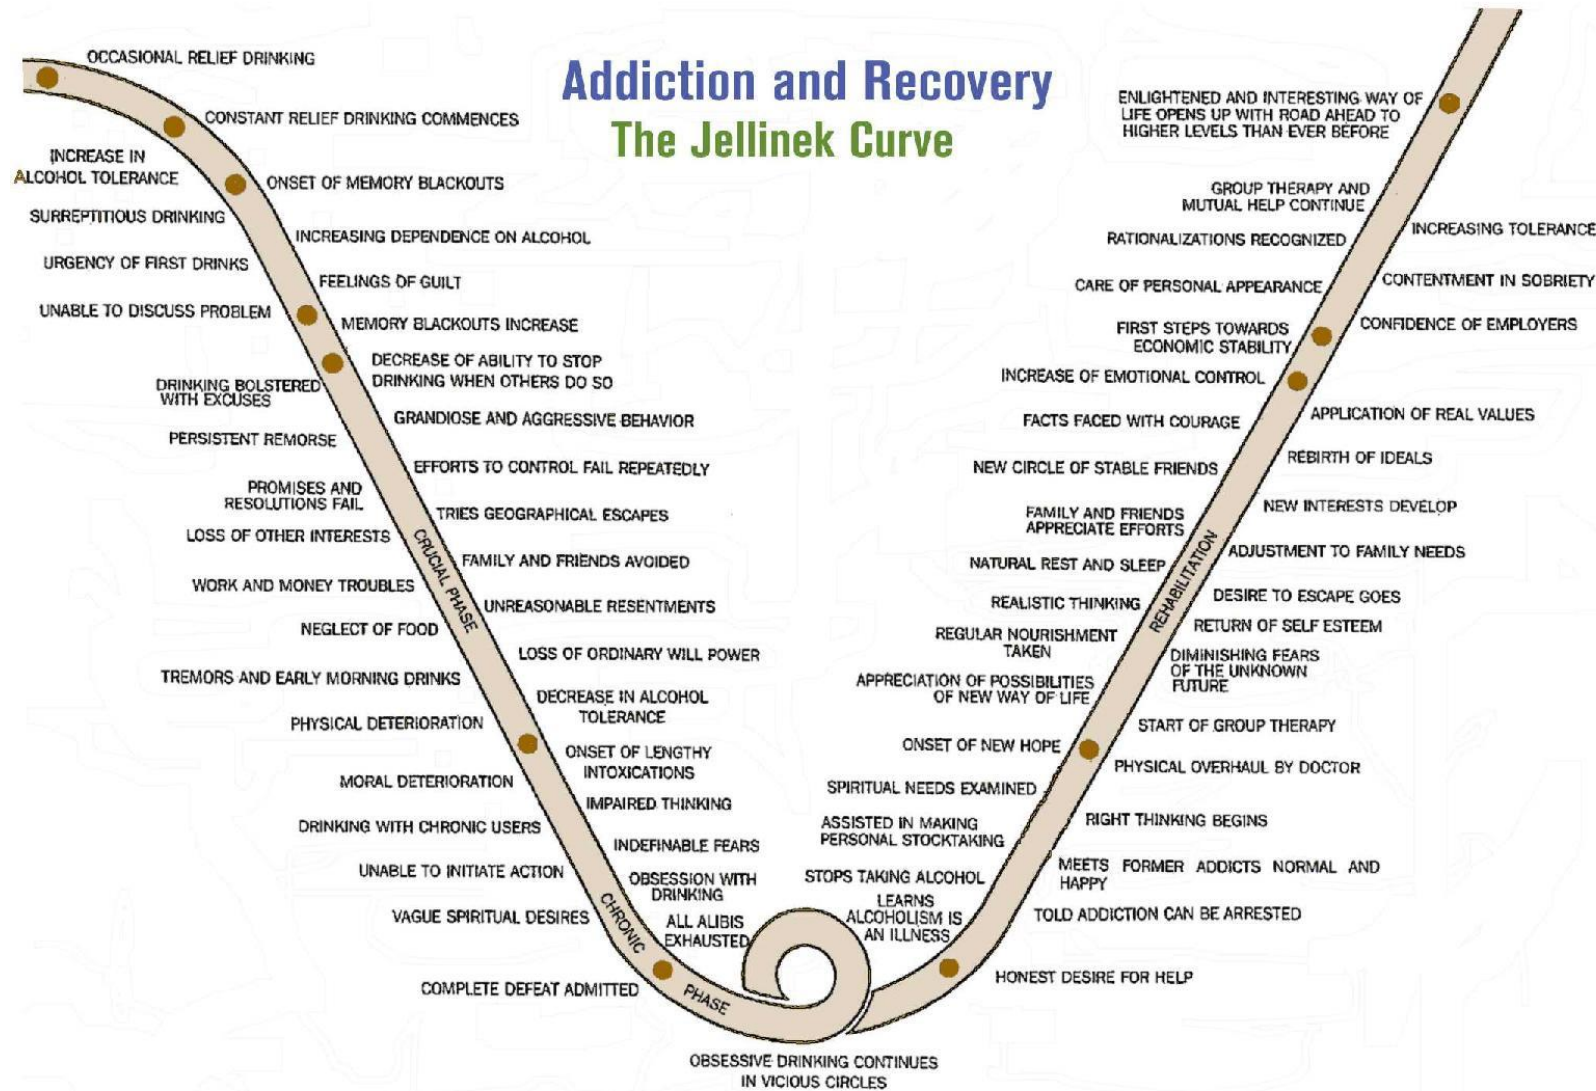 Addiction and Recovery
The Jellinek Curve
OCCASIONAL RELIEF DRINKING
CONSTANT RELIEF DRINKING COMMENCES
INCREASE IN
ALCOHOL TOLERANCE
ONSET OF MEMORY BLACKOUTS
SURREPTITIOUS DRINKING
INCREASING DEPENDENCE ON ALCOHOL
URGENCY OF FIRST DRINKS
FEELINGS OF GUILT
UNABLE TO DISCUSS PROBLEM
MEMORY BLACKOUTS INCREASE
DECREASE OF ABILITY TO STOP
DRINKING WHEN OTHERS DO SO
DRINKING BOLSTERED
WITH EXCUSES
GRANDIOSE AND AGGRESSIVE BEHAVIOR
PERSISTENT REMORSE
EFFORTS TO CONTROL FAIL REPEATEDLY
PROMISES AND
RESOLUTIONS FAIL
TRIES GEOGRAPHICAL ESCAPES
LOSS OF OTHER INTERESTS
CRUCIAL PHASE
FAMILY AND FRIENDS AVOIDED
WORK AND MONEY TROUBLES
UNREASONABLE RESENTMENTS
NEGLECT OF FOOD
LOSS OF ORDINARY WILL POWER
TREMORS AND EARLY MORNING DRINKS
DECREASE IN ALCOHOL
TOLERANCE
PHYSICAL DETERIORATION
ONSET OF LENGTHY
INTOXICATIONS
MORAL DETERIORATION
IMPAIRED THINKING
DRINKING WITH CHRONIC USERS
INDEFINABLE FEARS
UNABLE TO INITIATE ACTION
OBSESSION WITH
DRINKING
VAGUE SPIRITUAL DESIRES
CHRONIC
PHASE
ALL ALIBIS
EXHAUSTED
COMPLETE DEFEAT ADMITTED
OBSESSIVE DRINKING CONTINUES
IN VICIOUS CIRCLES
ENLIGHTENED AND INTERESTING WAY OF
LIFE OPENS UP WITH ROAD AHEAD TO
HIGHER LEVELS THAN EVER BEFORE
GROUP THERAPY AND
MUTUAL HELP CONTINUE
INCREASING TOLERANCE
RATIONALIZATIONS RECOGNIZED
CARE OF PERSONAL APPEARANCE
CONTENTMENT IN SOBRIETY
FIRST STEPS TOWARDS
ECONOMIC STABILITY
CONFIDENCE OF EMPLOYERS
INCREASE OF EMOTIONAL CONTROL
APPLICATION OF REAL VALUES
FACTS FACED WITH COURAGE
REBIRTH OF IDEALS
NEW CIRCLE OF STABLE FRIENDS
NEW INTERESTS DEVELOP
FAMILY AND FRIENDS
APPRECIATE EFFORTS
ADJUSTMENT TO FAMILY NEEDS
NATURAL REST AND SLEEP
REHABILITATION
DESIRE TO ESCAPE GOES
REALISTIC THINKING
RETURN OF SELF ESTEEM
REGULAR NOURISHMENT
TAKEN
DIMINISHING FEARS
OF THE UNKNOWN
FUTURE
APPRECIATION OF POSSIBILITIES
OF NEW WAY OF LIFE
START OF GROUP THERAPY
ONSET OF NEW HOPE
PHYSICAL OVERHAUL BY DOCTOR
SPIRITUAL NEEDS EXAMINED
RIGHT THINKING BEGINS
ASSISTED IN MAKING
PERSONAL STOCKTAKING
MEETS FORMER ADDICTS NORMAL AND
HAPPY
STOPS TAKING ALCOHOL
LEARNS
ALCOHOLISM IS
AN ILLNESS
TOLD ADDICTION CAN BE ARRESTED
HONEST DESIRE FOR HELP